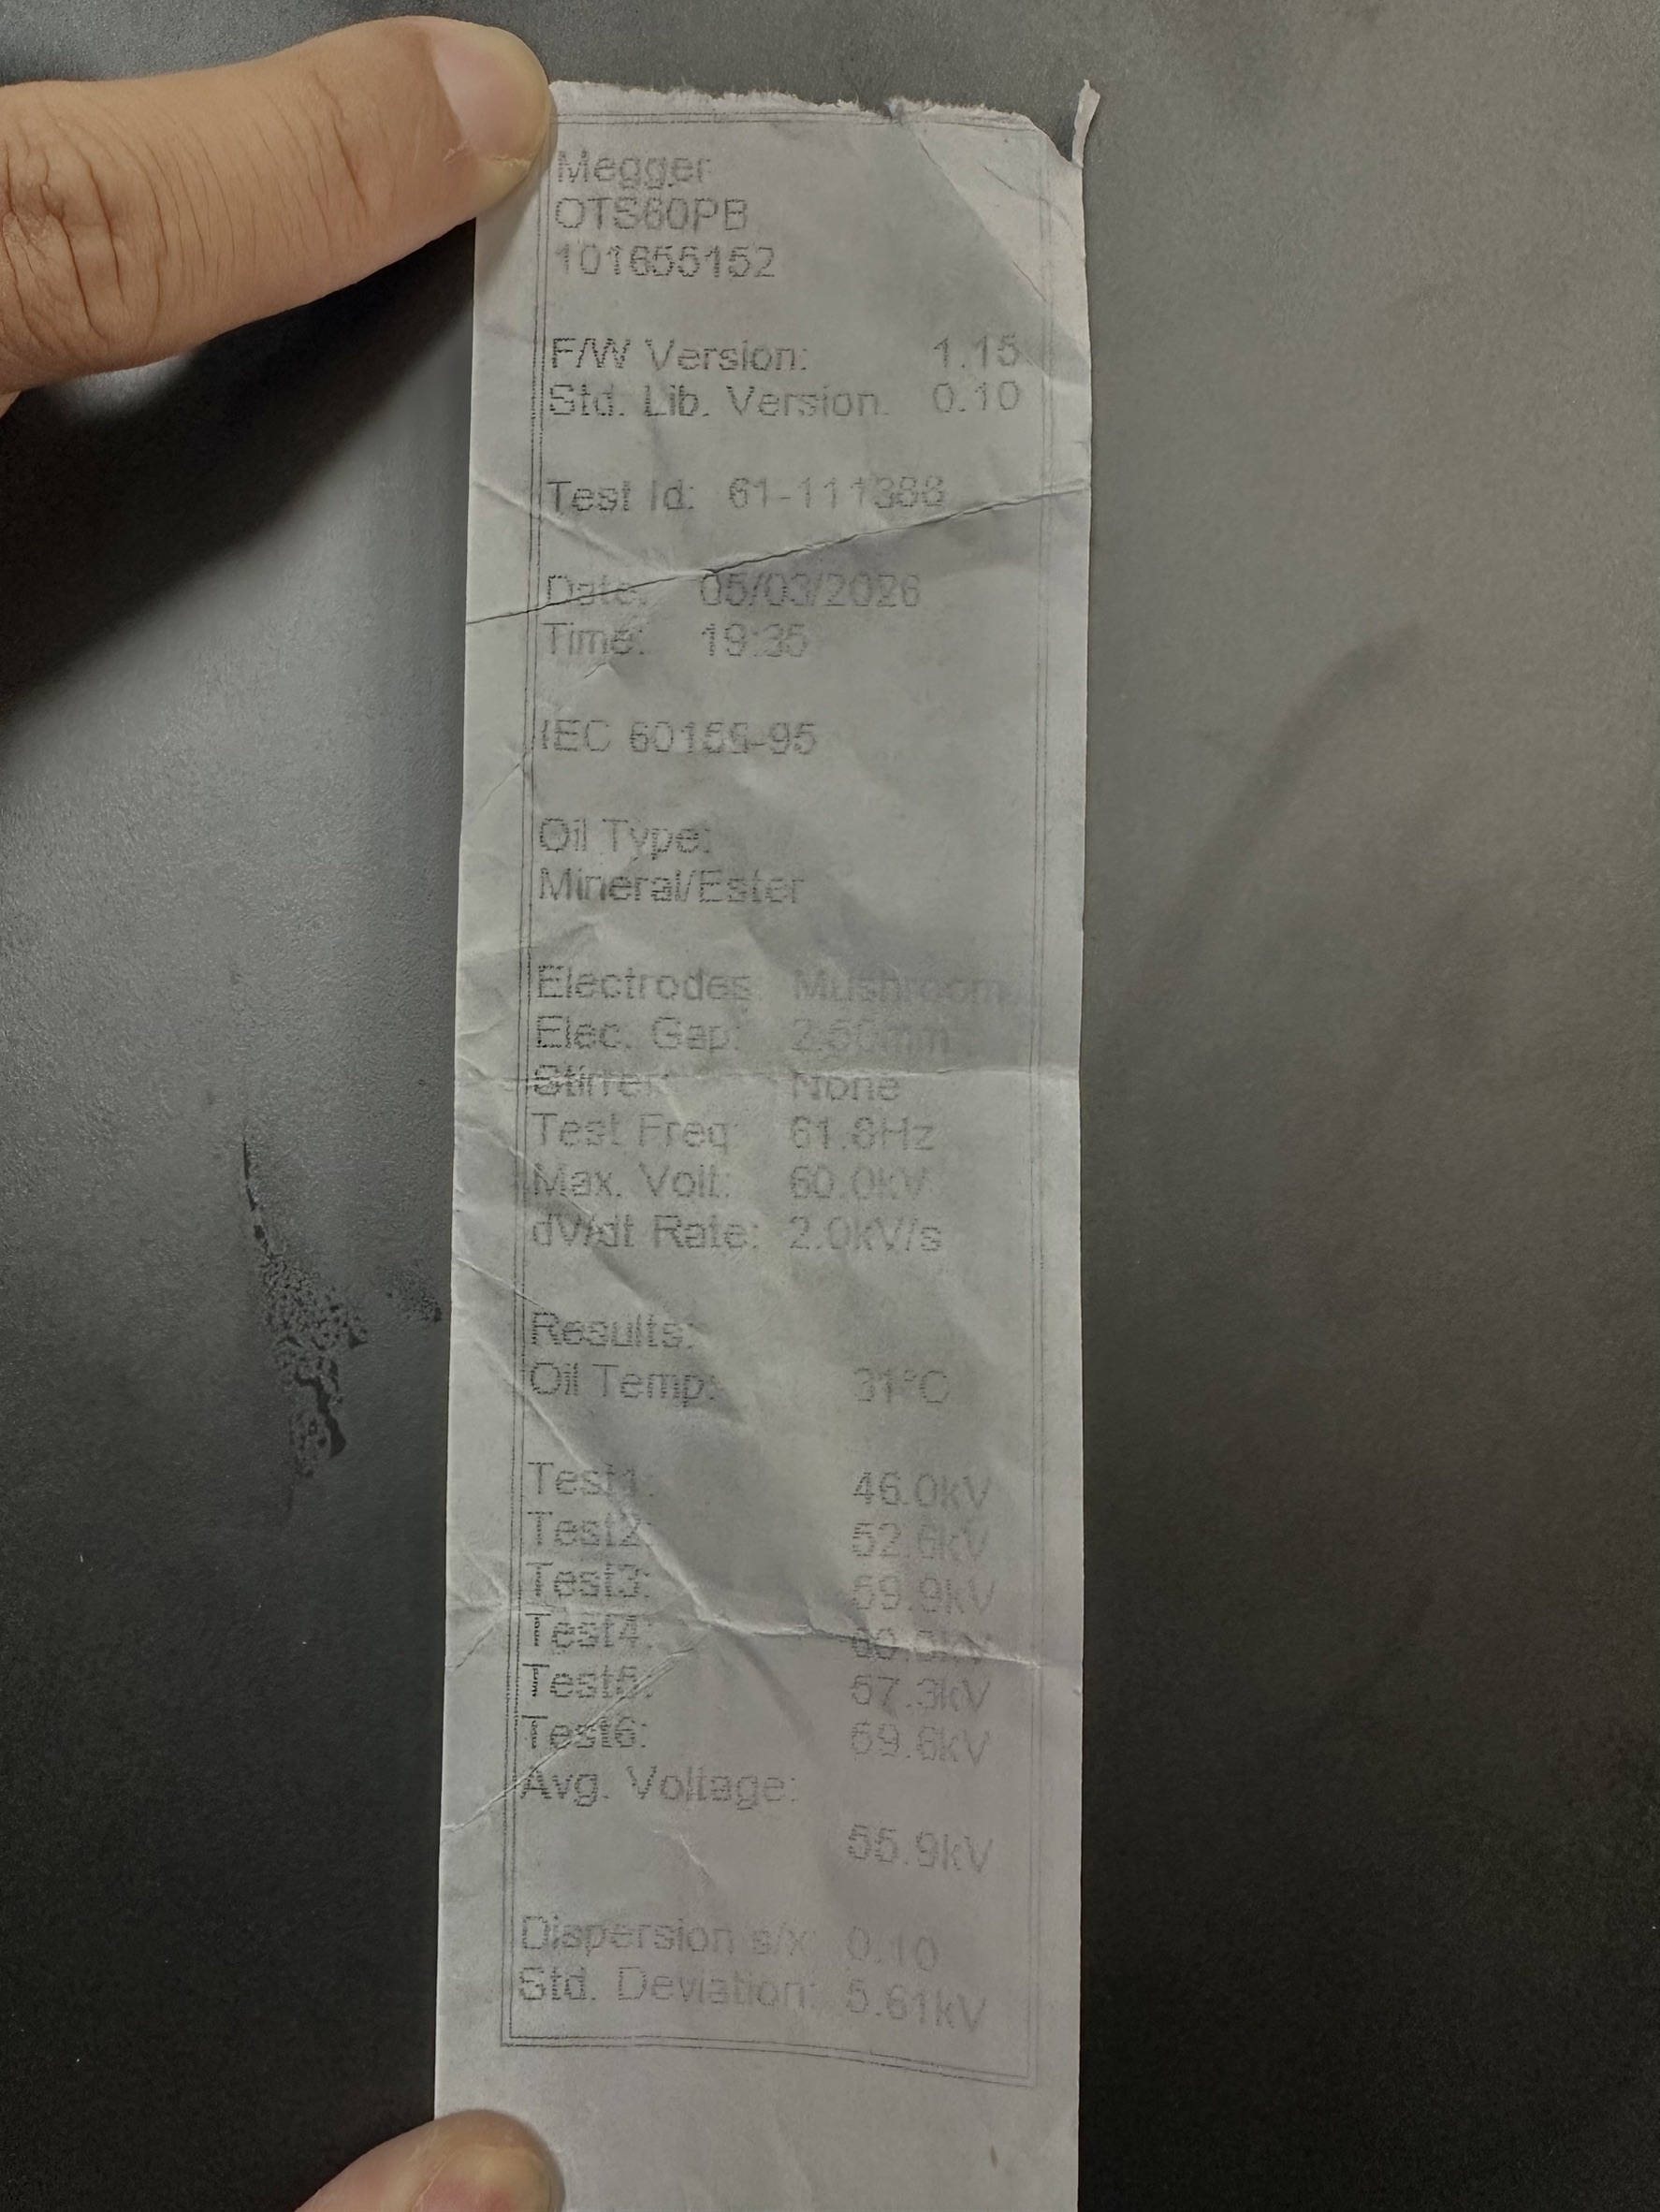 Megger
OTS60PB
101655152
F/W Version: 1.15
Std. Lib. Version. 0.10
Test Id:
Date: 05/03/2026
Time: 19:35
IEC 60156-95
Oil Type:
Mineral/Ester
Electrodes: Mushroom
Elec. Gap: 2.50mm
Stirrer: None
Test Freq: 61.8Hz
Max. Volt: 60.0kV
dV/dt Rate: 2.0kV/s
Results:
Oil Temp: 31°C
Test1: 46.0kV
Test2: 52.6kV
Test3: 59.9kV
Test4: 60.0kV
Test5: 57.3kV
Test6: 59.6kV
Avg. Voltage:
55.9kV
Dispersion s/x: 0.10
Std. Deviation: 5.61kV